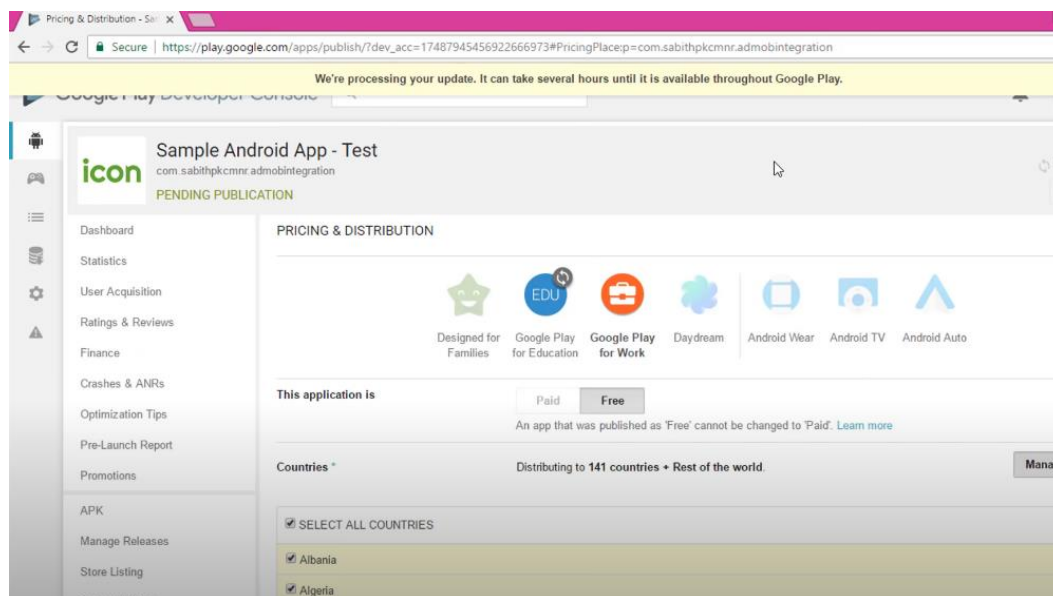 Pricing & Distribution - Sa
Secure | https://play.google.com/apps/publish/?dev_acc=17487945456922666973#PricingPlace:p=com.sabithpkcmnr.admobintegration
We're processing your update. It can take several hours until it is available throughout Google Play.
Google Play Developer Console
icon
Sample Android App - Test
com.sabithpkcmnr.admobintegration
PENDING PUBLICATION
Dashboard
Statistics
User Acquisition
Ratings & Reviews
Finance
Crashes & ANRs
Optimization Tips
Pre-Launch Report
Promotions
APK
Manage Releases
Store Listing
PRICING & DISTRIBUTION
EDU
Designed for Families
Google Play for Education
Google Play for Work
Daydream
Android Wear
Android TV
Android Auto
This application is
Paid
Free
An app that was published as 'Free' cannot be changed to 'Paid'. Learn more
Countries *
Distributing to 141 countries + Rest of the world.
Mana
SELECT ALL COUNTRIES
Albania
Algeria